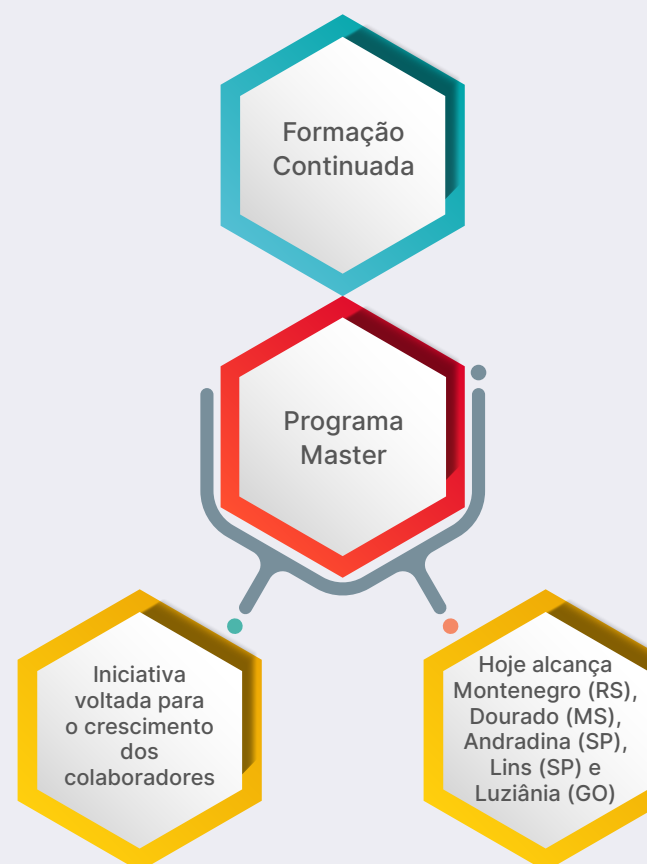 Formação
Continuada
Programa
Master
Iniciativa
voltada para
o crescimento
dos
colaboradores
Hoje alcança
Montenegro (RS),
Dourado (MS),
Andradina (SP),
Lins (SP) e
Luziânia (GO)